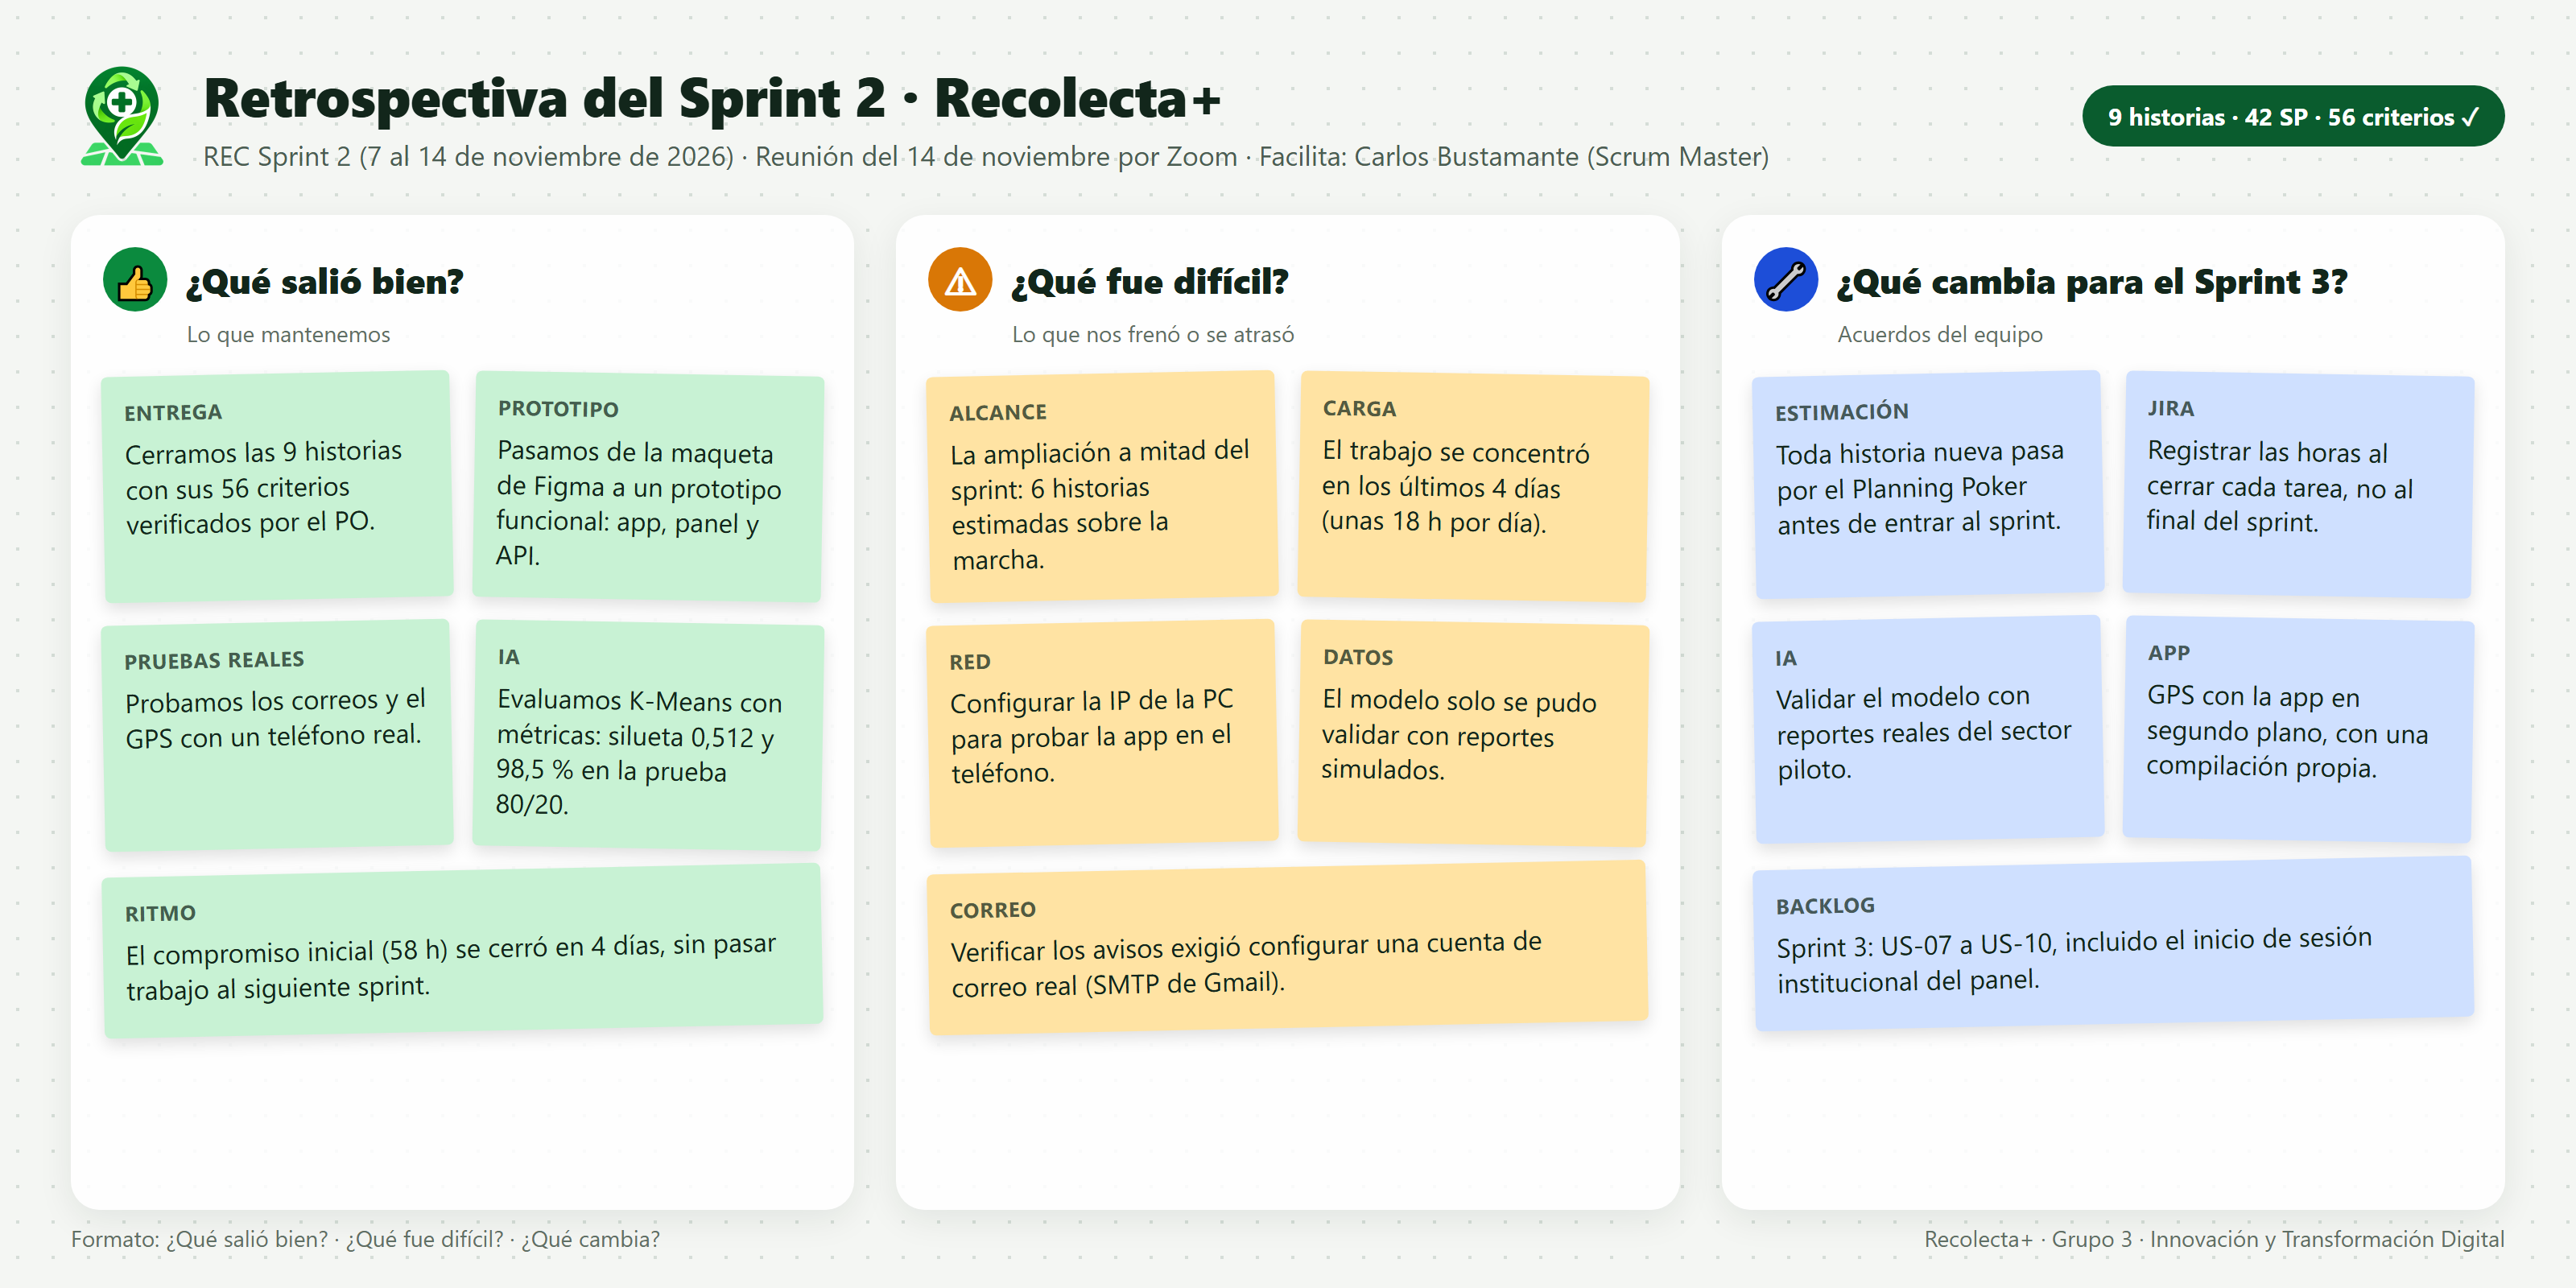 Retrospectiva del Sprint 2 · Recolecta+
REC Sprint 2 (7 al 14 de noviembre de 2026) · Reunión del 14 de noviembre por Zoom · Facilita: Carlos Bustamante (Scrum Master)
9 historias · 42 SP · 56 criterios ✓
¿Qué salió bien?
Lo que mantenemos
ENTREGA
Cerramos las 9 historias
con sus 56 criterios
verificados por el PO.
PROTOTIPO
Pasamos de la maqueta
de Figma a un prototipo
funcional: app, panel y
API.
PRUEBAS REALES
Probamos los correos y el
GPS con un teléfono real.
IA
Evaluamos K-Means con
métricas: silueta 0,512 y
98,5 % en la prueba
80/20.
RITMO
El compromiso inicial (58 h) se cerró en 4 días, sin pasar
trabajo al siguiente sprint.
¿Qué fue difícil?
Lo que nos frenó o se atrasó
ALCANCE
La ampliación a mitad del
sprint: 6 historias
estimadas sobre la
marcha.
CARGA
El trabajo se concentró
en los últimos 4 días
(unas 18 h por día).
RED
Configurar la IP de la PC
para probar la app en el
teléfono.
DATOS
El modelo solo se pudo
validar con reportes
simulados.
CORREO
Verificar los avisos exigió configurar una cuenta de
correo real (SMTP de Gmail).
¿Qué cambia para el Sprint 3?
Acuerdos del equipo
ESTIMACIÓN
Toda historia nueva pasa
por el Planning Poker
antes de entrar al sprint.
JIRA
Registrar las horas al
cerrar cada tarea, no al
final del sprint.
IA
Validar el modelo con
reportes reales del sector
piloto.
APP
GPS con la app en
segundo plano, con una
compilación propia.
BACKLOG
Sprint 3: US-07 a US-10, incluido el inicio de sesión
institucional del panel.
Formato: ¿Qué salió bien? · ¿Qué fue difícil? · ¿Qué cambia?
Recolecta+ · Grupo 3 · Innovación y Transformación Digital